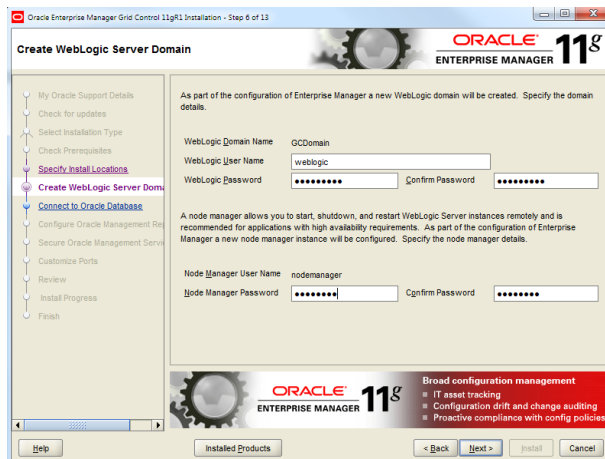 Oracle Enterprise Manager Grid Control 11gR1 Installation - Step 6 of 13
Create WebLogic Server Domain
ORACLE
ENTERPRISE MANAGER 11g
My Oracle Support Details
Check for updates
Select Installation Type
Check Prerequisites
Specify Install Locations
Create WebLogic Server Doma
Connect to Oracle Database
Configure Oracle Management Rep
Secure Oracle Management Servi
Customize Ports
Review
Install Progress
Finish
As part of the configuration of Enterprise Manager a new WebLogic domain will be created. Specify the domain
details.
WebLogic Domain Name GCDomain
WebLogic User Name weblogic
WebLogic Password ●●●●●●●●● Confirm Password ●●●●●●●●●
A node manager allows you to start, shutdown, and restart WebLogic Server instances remotely and is
recommended for applications with high availability requirements. As part of the configuration of Enterprise
Manager a new node manager instance will be configured. Specify the node manager details.
Node Manager User Name nodemanager
Node Manager Password ●●●●●●●● Confirm Password ●●●●●●●●
ORACLE
ENTERPRISE MANAGER 11g
Broad configuration management
IT asset tracking
Configuration drift and change auditing
Proactive compliance with config policies
Help Installed Products < Back Next > Install Cancel